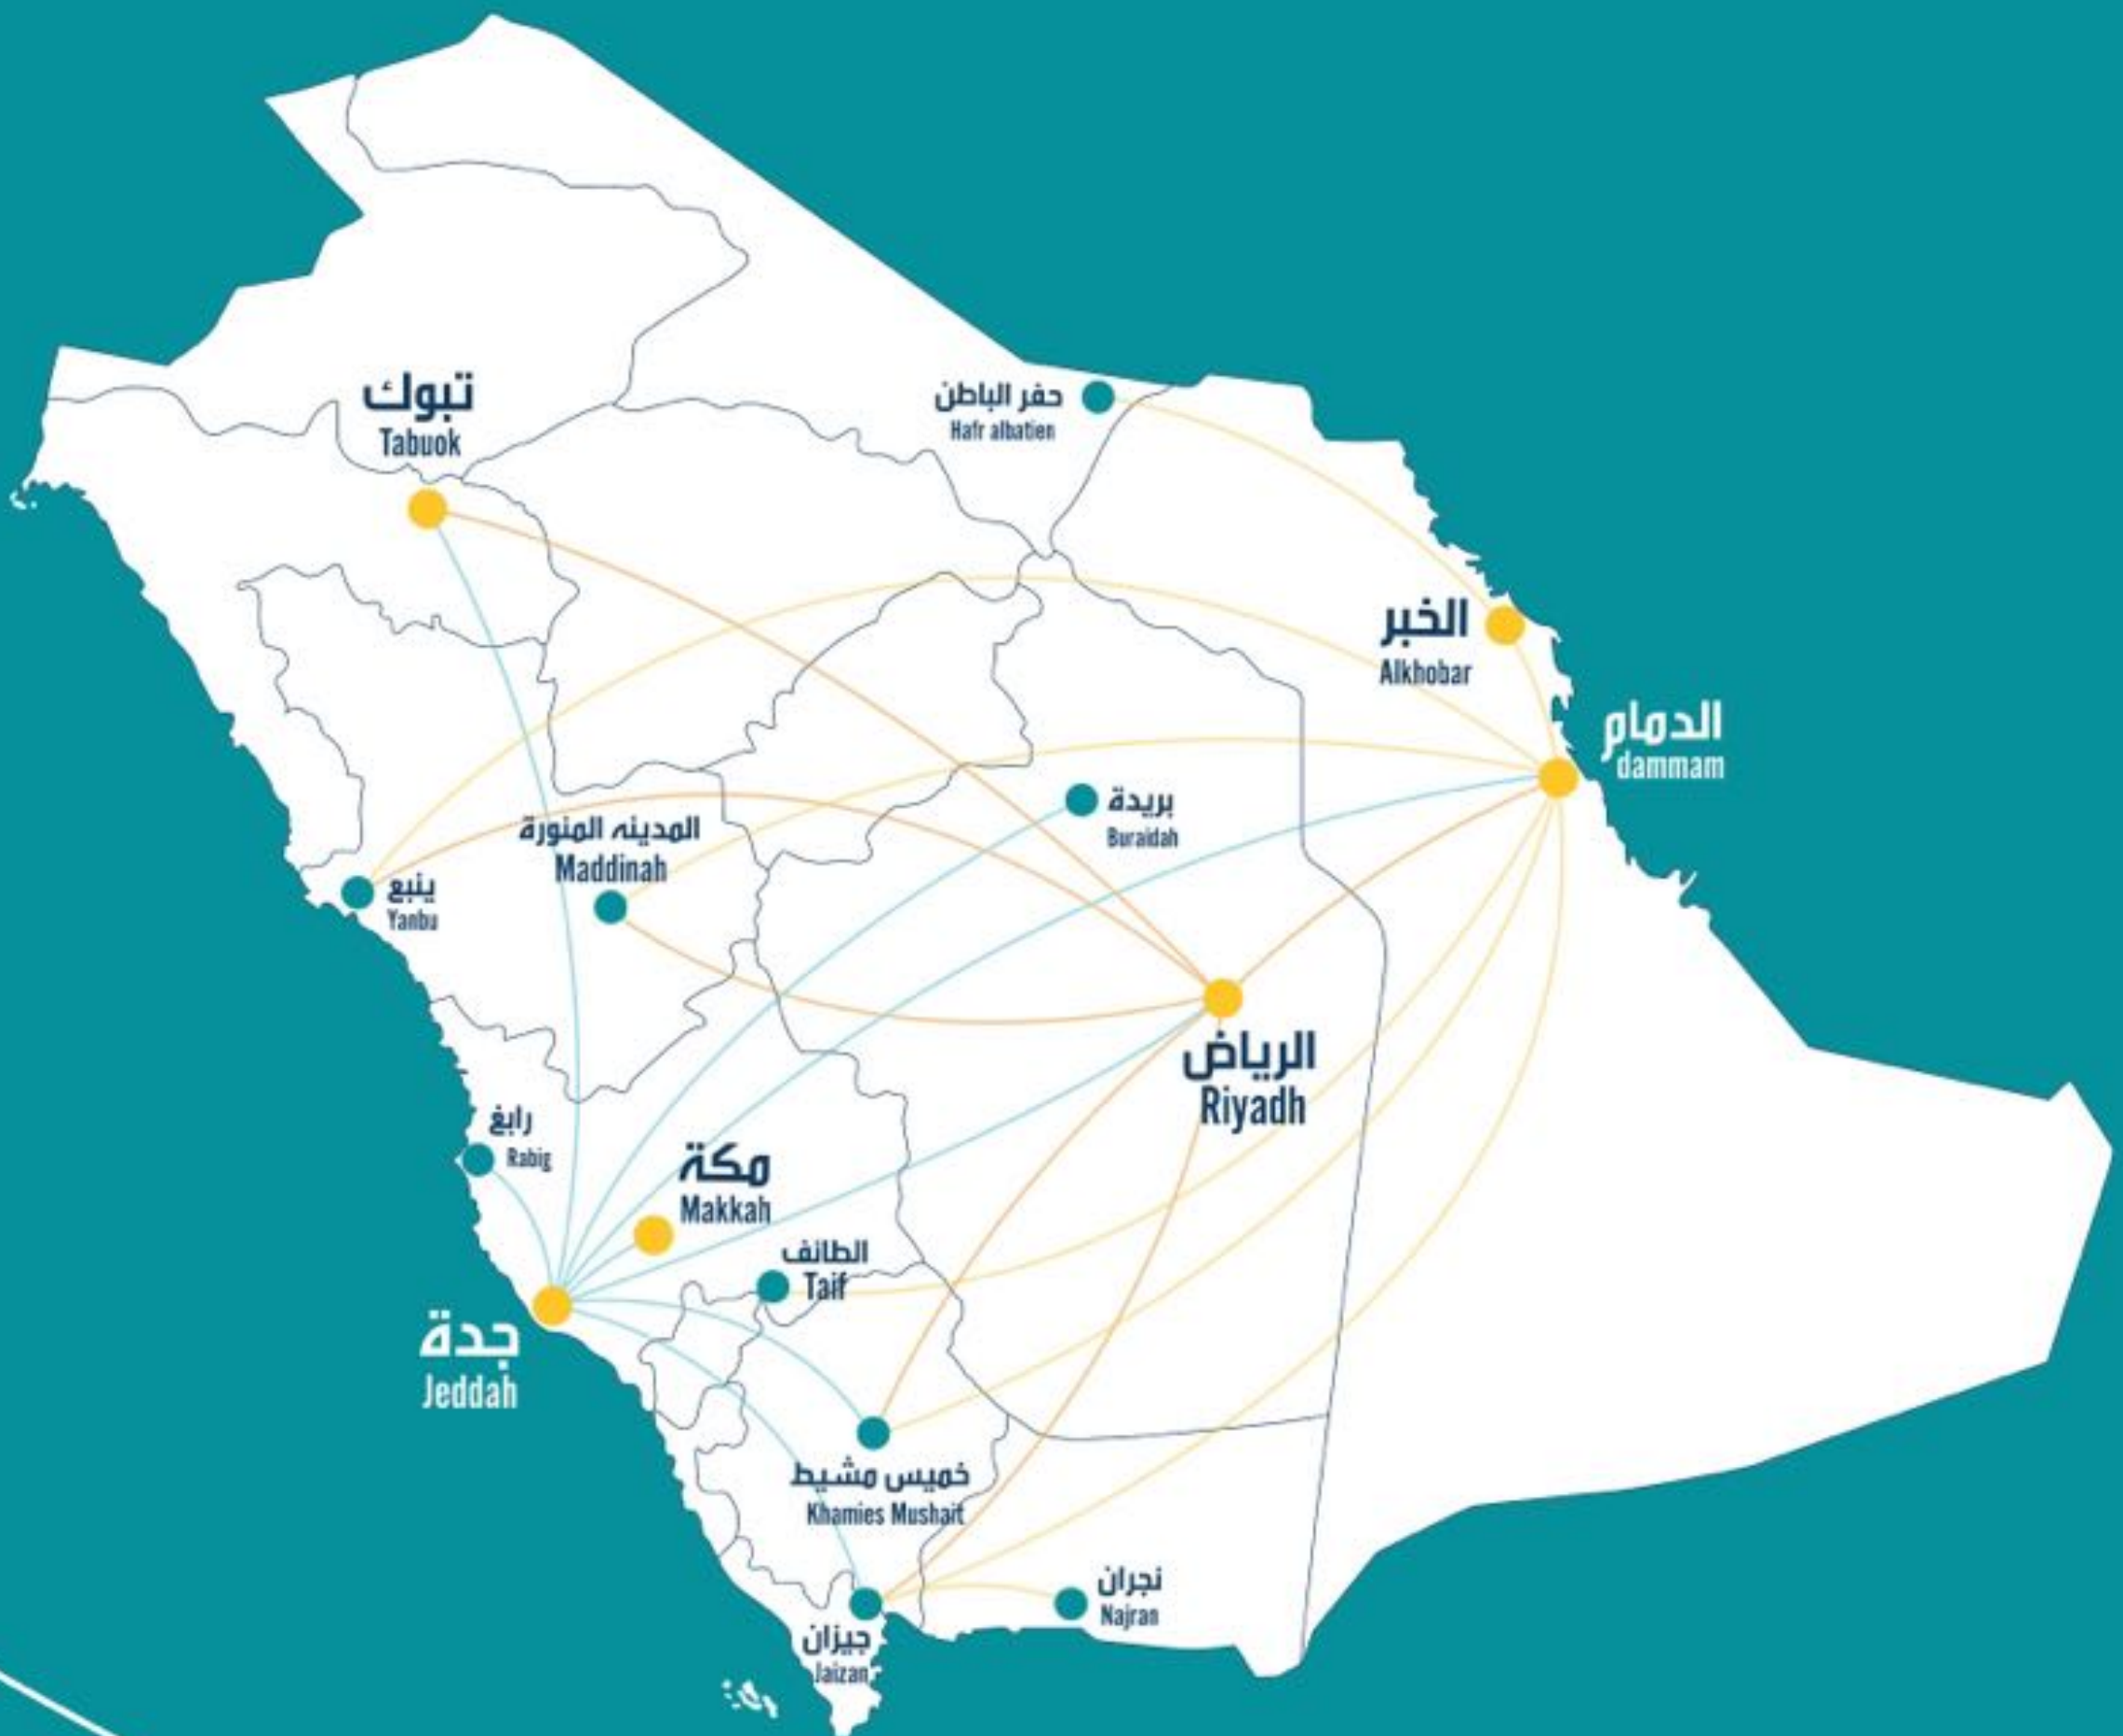 تبوك
Tabuok
حفر الباطن
Hafr albatien
الخبر
Alkhobar
الدمام
dammam
بريدة
Buraidah
المدينه المنورة
Maddinah
ينبع
Yanbu
الرياض
Riyadh
رابغ
Rabig
مكة
Makkah
الطائف
Taif
جدة
Jeddah
خميس مشيط
Khamies Mushait
نجران
Najran
جيزان
Jaizan